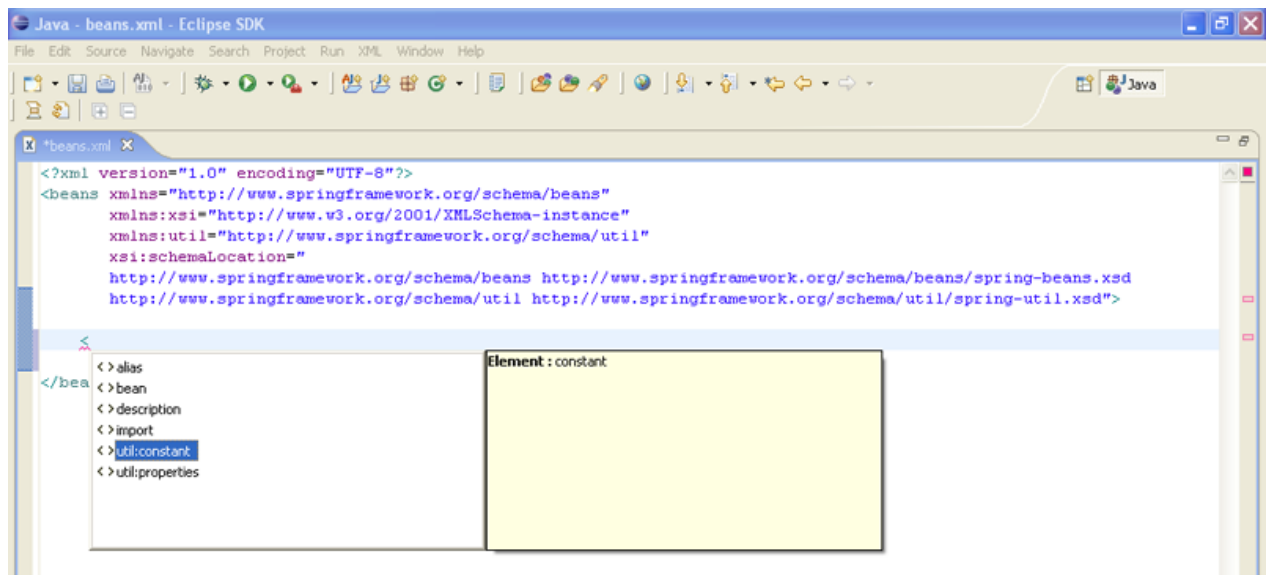 Java - beans.xml - Eclipse SDK
File Edit Source Navigate Search Project Run XML Window Help
Java
*beans.xml
<?xml version="1.0" encoding="UTF-8"?>
<beans xmlns="http://www.springframework.org/schema/beans"
xmlns:xsi="http://www.w3.org/2001/XMLSchema-instance"
xmlns:util="http://www.springframework.org/schema/util"
xsi:schemaLocation="
http://www.springframework.org/schema/beans http://www.springframework.org/schema/beans/spring-beans.xsd
http://www.springframework.org/schema/util http://www.springframework.org/schema/util/spring-util.xsd">
<
<> alias
Element : constant
</bea
<> bean
<> description
<> import
<> util:constant
<> util:properties